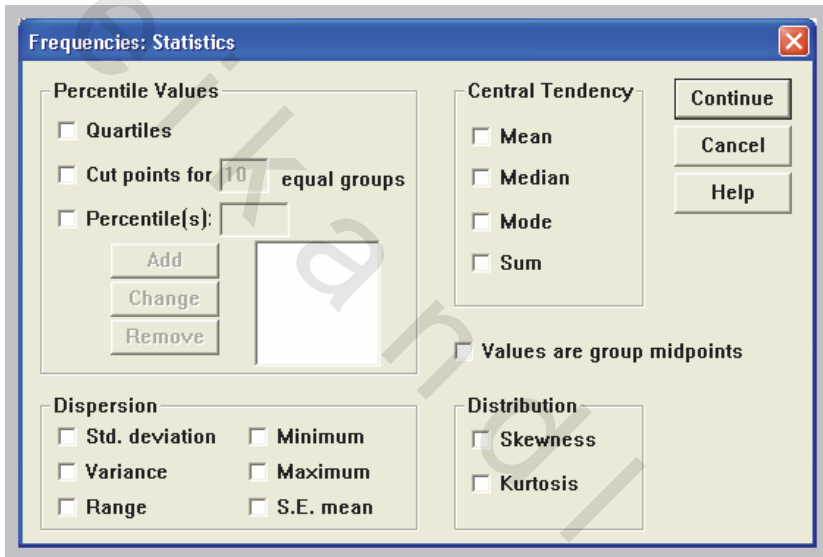 Frequencies: Statistics
Percentile Values
Quartiles
Cut points for 10 equal groups
Percentile(s):
Add
Change
Remove
Central Tendency
Mean
Median
Mode
Sum
Continue
Cancel
Help
Values are group midpoints
Dispersion
Std. deviation Minimum
Variance Maximum
Range S.E. mean
Distribution
Skewness
Kurtosis
eikandl